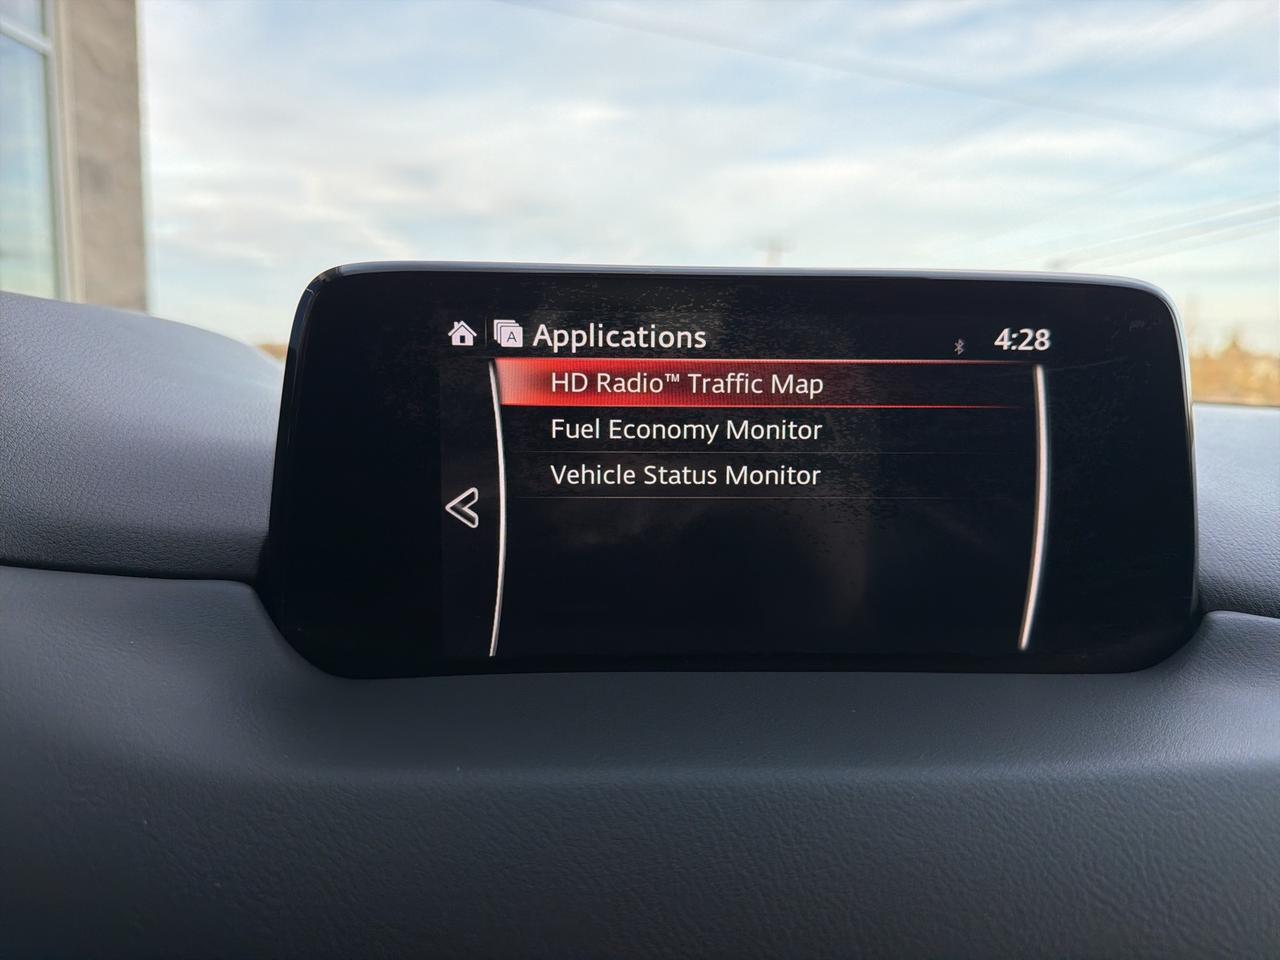 A Applications 4:28
HD Radio™ Traffic Map
Fuel Economy Monitor
Vehicle Status Monitor